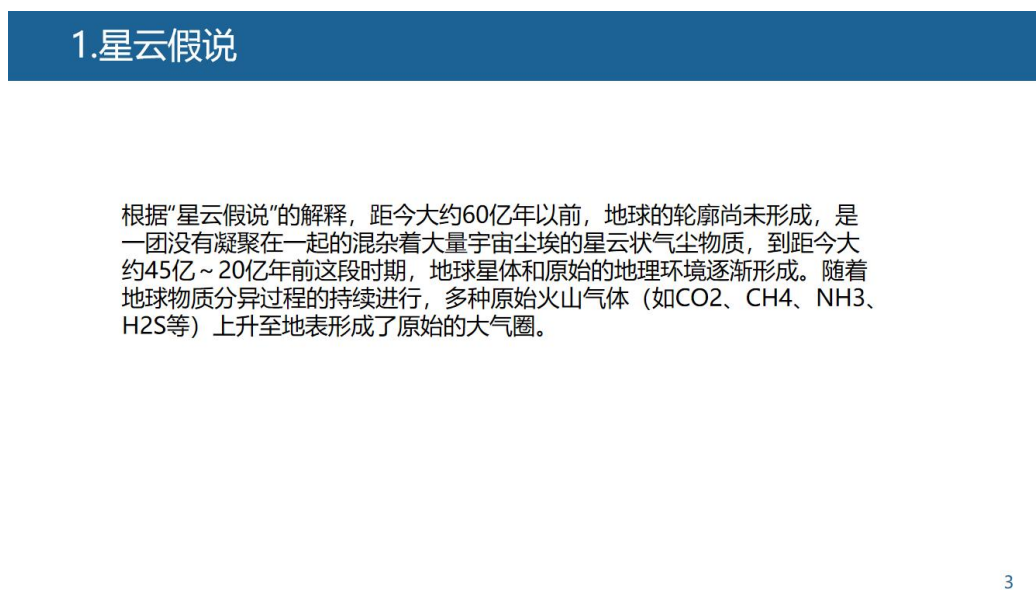 1.星云假说
根据“星云假说”的解释，距今大约60亿年以前，地球的轮廓尚未形成，是
一团没有凝聚在一起的混杂着大量宇宙尘埃的星云状气尘物质，到距今大
约45亿～20亿年前这段时期，地球星体和原始的地理环境逐渐形成。随着
地球物质分异过程的持续进行，多种原始火山气体（如CO2、CH4、NH3、
H2S等）上升至地表形成了原始的大气圈。
3